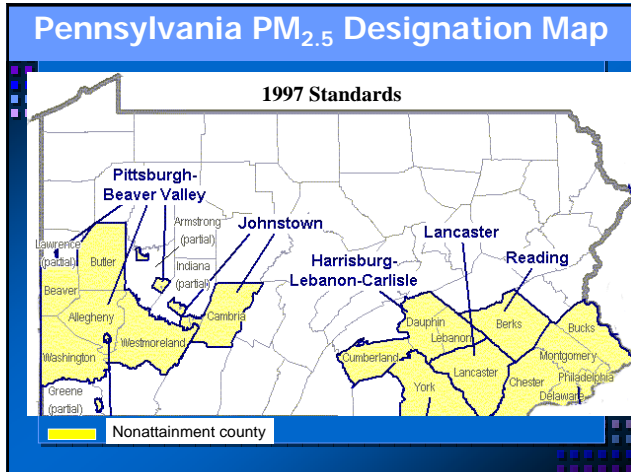 Pennsylvania PM2.5 Designation Map
1997 Standards
Pittsburgh-
Beaver Valley
Johnstown
Lancaster
Harrisburg-
Lebanon-Carlisle
Reading
Lawrence
(partial)
Butler
Armstrong
(partial)
Indiana
(partial)
Beaver
Allegheny
Cambria
Westmoreland
Washington
Greene
(partial)
Dauphin
Lebanon
Berks
Bucks
Cumberland
Montgomery
York
Lancaster
Chester
Philadelphia
Delaware
Nonattainment county